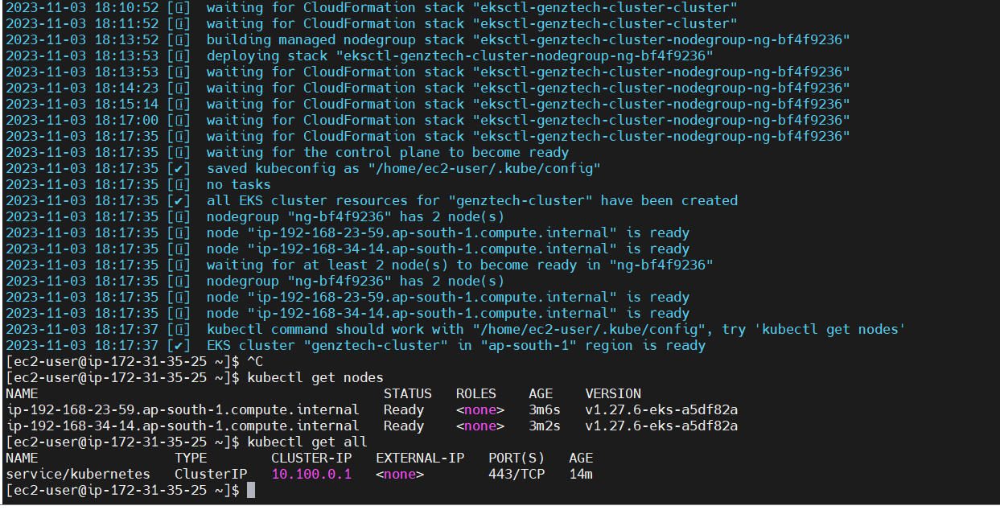 2023-11-03 18:10:52 [ℹ]  waiting for CloudFormation stack "eksctl-genztech-cluster-cluster"
2023-11-03 18:11:52 [ℹ]  waiting for CloudFormation stack "eksctl-genztech-cluster-cluster"
2023-11-03 18:13:52 [ℹ]  building managed nodegroup stack "eksctl-genztech-cluster-nodegroup-ng-bf4f9236"
2023-11-03 18:13:53 [ℹ]  deploying stack "eksctl-genztech-cluster-nodegroup-ng-bf4f9236"
2023-11-03 18:13:53 [ℹ]  waiting for CloudFormation stack "eksctl-genztech-cluster-nodegroup-ng-bf4f9236"
2023-11-03 18:14:23 [ℹ]  waiting for CloudFormation stack "eksctl-genztech-cluster-nodegroup-ng-bf4f9236"
2023-11-03 18:15:14 [ℹ]  waiting for CloudFormation stack "eksctl-genztech-cluster-nodegroup-ng-bf4f9236"
2023-11-03 18:17:00 [ℹ]  waiting for CloudFormation stack "eksctl-genztech-cluster-nodegroup-ng-bf4f9236"
2023-11-03 18:17:35 [ℹ]  waiting for CloudFormation stack "eksctl-genztech-cluster-nodegroup-ng-bf4f9236"
2023-11-03 18:17:35 [ℹ]  waiting for the control plane to become ready
2023-11-03 18:17:35 [✔]  saved kubeconfig as "/home/ec2-user/.kube/config"
2023-11-03 18:17:35 [ℹ]  no tasks
2023-11-03 18:17:35 [✔]  all EKS cluster resources for "genztech-cluster" have been created
2023-11-03 18:17:35 [ℹ]  nodegroup "ng-bf4f9236" has 2 node(s)
2023-11-03 18:17:35 [ℹ]  node "ip-192-168-23-59.ap-south-1.compute.internal" is ready
2023-11-03 18:17:35 [ℹ]  node "ip-192-168-34-14.ap-south-1.compute.internal" is ready
2023-11-03 18:17:35 [ℹ]  waiting for at least 2 node(s) to become ready in "ng-bf4f9236"
2023-11-03 18:17:35 [ℹ]  nodegroup "ng-bf4f9236" has 2 node(s)
2023-11-03 18:17:35 [ℹ]  node "ip-192-168-23-59.ap-south-1.compute.internal" is ready
2023-11-03 18:17:35 [ℹ]  node "ip-192-168-34-14.ap-south-1.compute.internal" is ready
2023-11-03 18:17:37 [ℹ]  kubectl command should work with "/home/ec2-user/.kube/config", try 'kubectl get nodes'
2023-11-03 18:17:37 [✔]  EKS cluster "genztech-cluster" in "ap-south-1" region is ready
[ec2-user@ip-172-31-35-25 ~]$ ^C
[ec2-user@ip-172-31-35-25 ~]$ kubectl get nodes
NAME                                           STATUS   ROLES    AGE    VERSION
ip-192-168-23-59.ap-south-1.compute.internal   Ready    <none>   3m6s   v1.27.6-eks-a5df82a
ip-192-168-34-14.ap-south-1.compute.internal   Ready    <none>   3m2s   v1.27.6-eks-a5df82a
[ec2-user@ip-172-31-35-25 ~]$ kubectl get all
NAME                 TYPE        CLUSTER-IP   EXTERNAL-IP   PORT(S)   AGE
service/kubernetes   ClusterIP   10.100.0.1   <none>        443/TCP   14m
[ec2-user@ip-172-31-35-25 ~]$